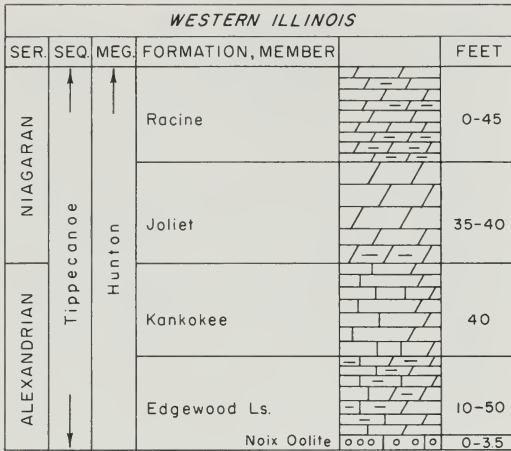 WESTERN ILLINOIS
SER. SEQ. MEG. FORMATION, MEMBER FEET
NIAGARAN
ALEXANDRIAN
Tippecanoe
Hunton
Racine 0-45
Joliet 35-40
Kankokee 40
Edgewood Ls. 10-50
Noix Oolite 0-3.5